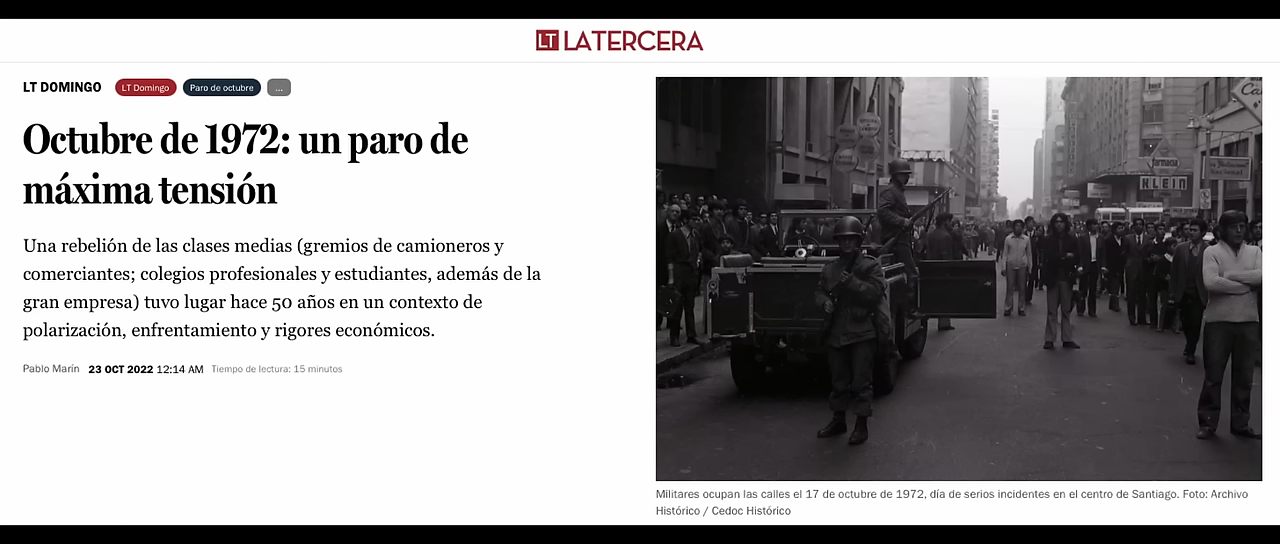 LT LATERCERA
LT DOMINGO
LT Domingo
Paro de octubre
...
Octubre de 1972: un paro de
máxima tensión
Una rebelión de las clases medias (gremios de camioneros y
comerciantes; colegios profesionales y estudiantes, además de la
gran empresa) tuvo lugar hace 50 años en un contexto de
polarización, enfrentamiento y rigores económicos.
Pablo Marín 23 OCT 2022 12:14 AM Tiempo de lectura: 15 minutos
farmacia
KLEIN
Militares ocupan las calles el 17 de octubre de 1972, día de serios incidentes en el centro de Santiago. Foto: Archivo
Histórico / Cedoc Histórico